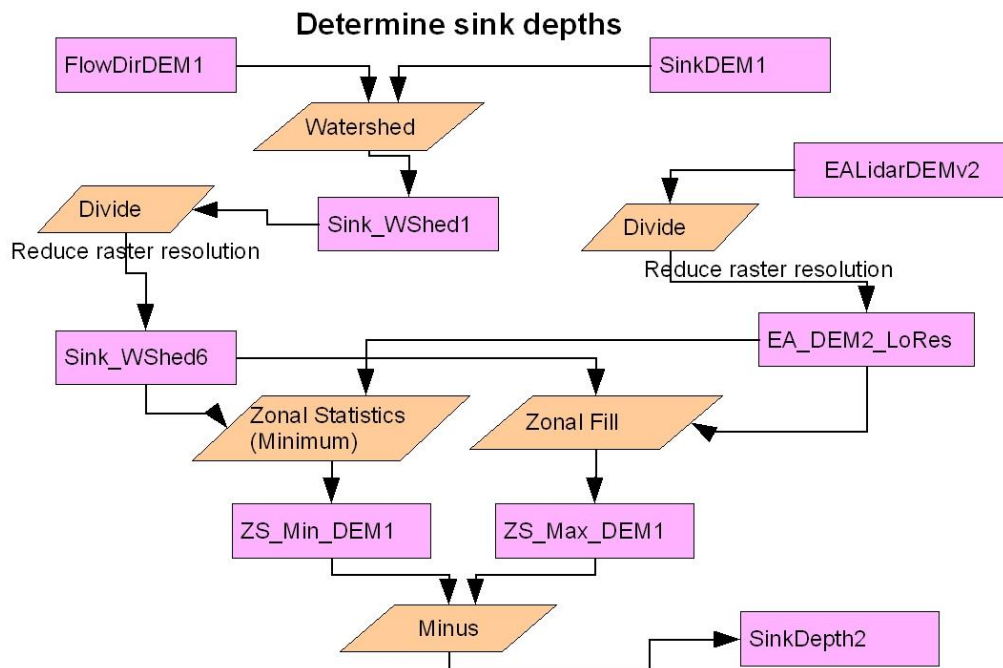 Determine sink depths
FlowDirDEM1
SinkDEM1
Watershed
EALidarDEMv2
Divide
Sink_WShed1
Divide
Reduce raster resolution
Reduce raster resolution
Sink_WShed6
EA_DEM2_LoRes
Zonal Statistics
(Minimum)
Zonal Fill
ZS_Min_DEM1
ZS_Max_DEM1
Minus
SinkDepth2